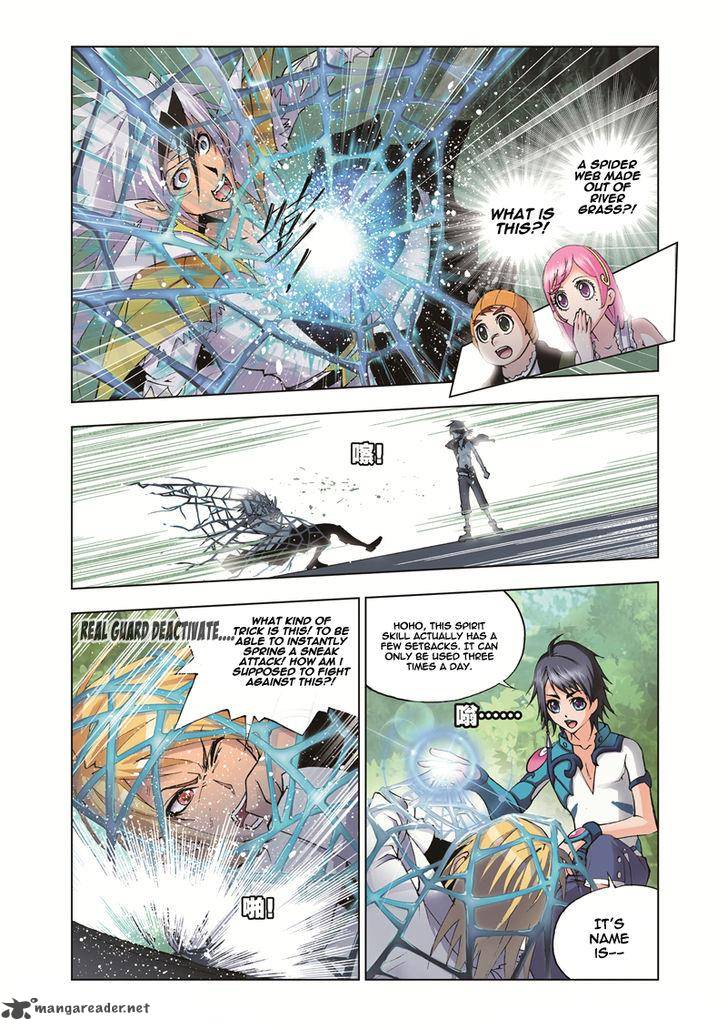 A SPIDER
WEB MADE
OUT OF
RIVER
GRASS?!
WHAT IS
THIS?!
嚓!
REAL GUARD DEACTIVATE....
WHAT KIND OF
TRICK IS THIS! TO BE
ABLE TO INSTANTLY
SPRING A SNEAK
ATTACK! HOW AM I
SUPPOSED TO FIGHT
AGAINST THIS?!
啪!
HOHO, THIS SPIRIT
SKILL ACTUALLY HAS A
FEW SETBACKS. IT CAN
ONLY BE USED THREE
TIMES A DAY.
嗡……
IT'S
NAME
IS--
mangareader.net